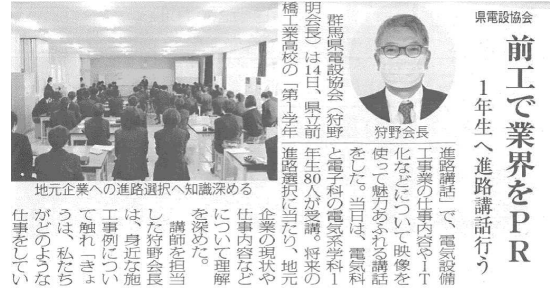 県電設協会
前工で業界をPR
1年生へ進路講話行う
狩野会長
地元企業への進路選択へ知識深める
群馬県電設協会（狩野
明会長）は14日、県立前
橋工業高校の「第1学年
進路講話」で、電気設備
工事業の仕事内容やIT
化などについて映像を
使って魅力あふれる講話
をした。当日は、電気科
と電子科の電気系学科1
年生80人が受講。将来の
進路選択に当たり、地元
企業の現状や
仕事内容など
について理解
を深めた。
講師を担当
した狩野会長
は、身近な施
工事例につい
て触れ「きょ
うは、私たち
がどのような
仕事をしてい